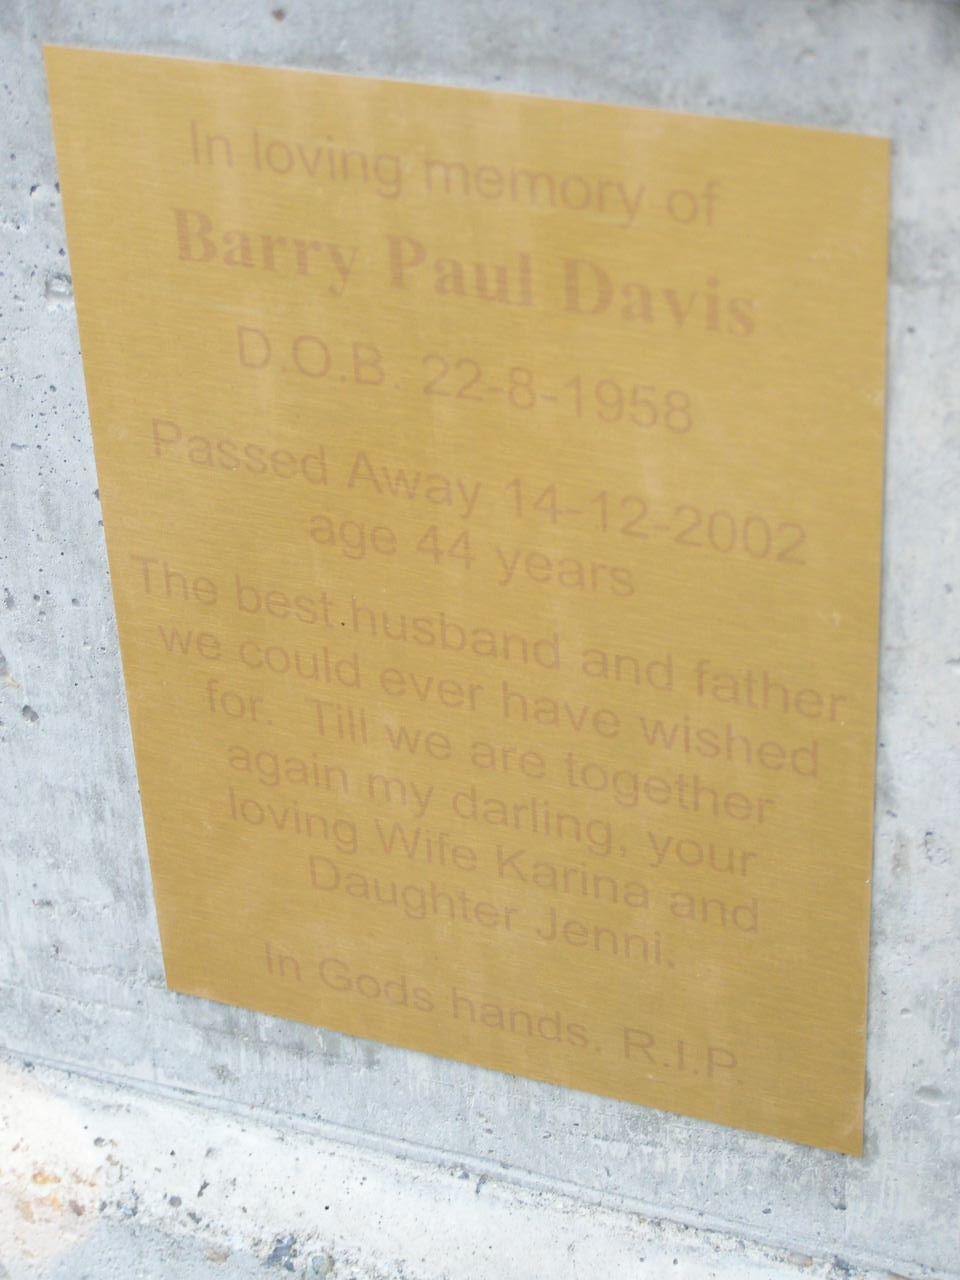 In loving memory of
Barry Paul Davis
D.O.B. 22-8-1958
Passed Away 14-12-2002
age 44 years
The best husband and father
we could ever have wished
for. Till we are together
again my darling, your
loving Wife Karina and
Daughter Jenni.
In Gods hands. R.I.P.